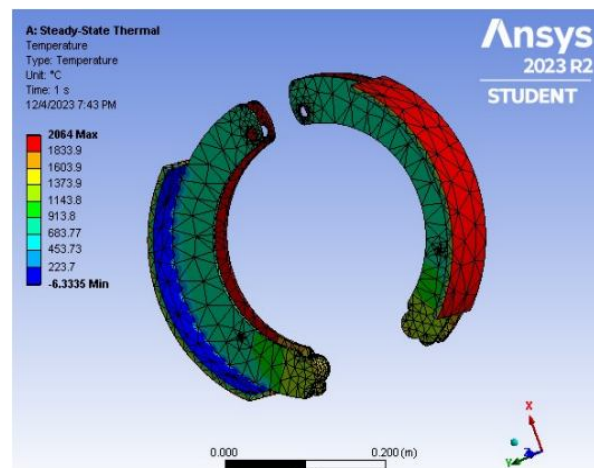 A: Steady-State Thermal
Temperature
Type: Temperature
Unit: °C
Time: 1 s
12/4/2023 7:43 PM
2064 Max
1833.9
1603.9
1373.9
1143.8
913.8
683.77
453.73
223.7
-6.3335 Min
Ansys
2023 R2
STUDENT
0.000
0.200 (m)
X
Y
Z